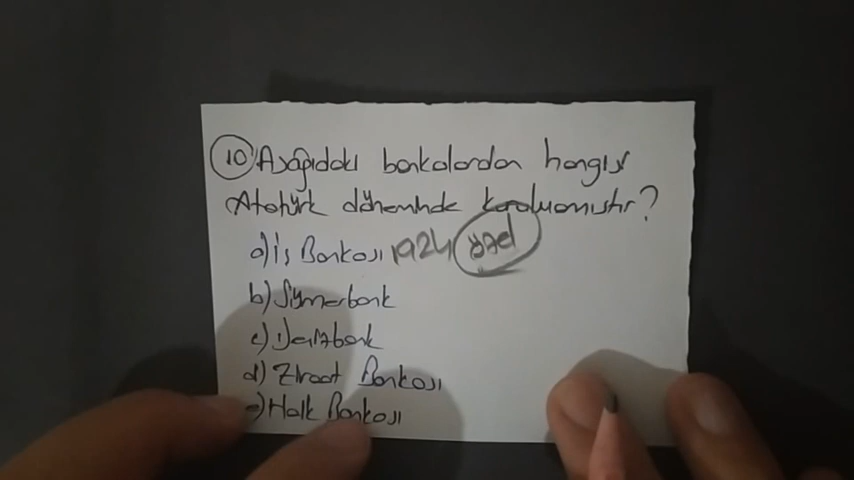 10) Aşağıdaki bankalardan hangisi
Atatürk döneminde kurulmamıştır?
a) İş Bankası 1924 özel
b) Sümerbank
c) Denizbank
d) Ziraat Bankası
e) Halk Bankası